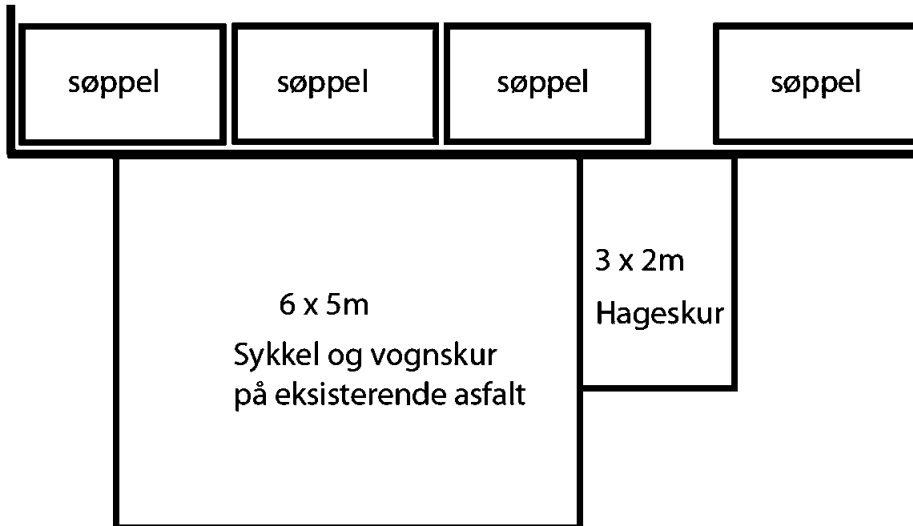 søppel
søppel
søppel
søppel
6 x 5m
Sykkel og vognskur
på eksisterende asfalt
3 x 2m
Hageskur